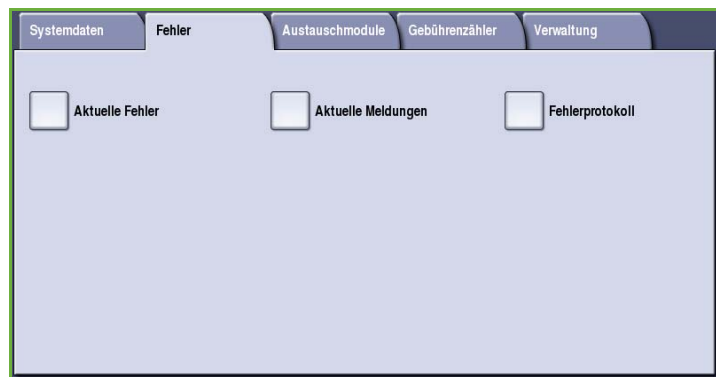 Systemdaten Fehler Austauschmodule Gebührenzähler Verwaltung
Aktuelle Fehler Aktuelle Meldungen Fehlerprotokoll